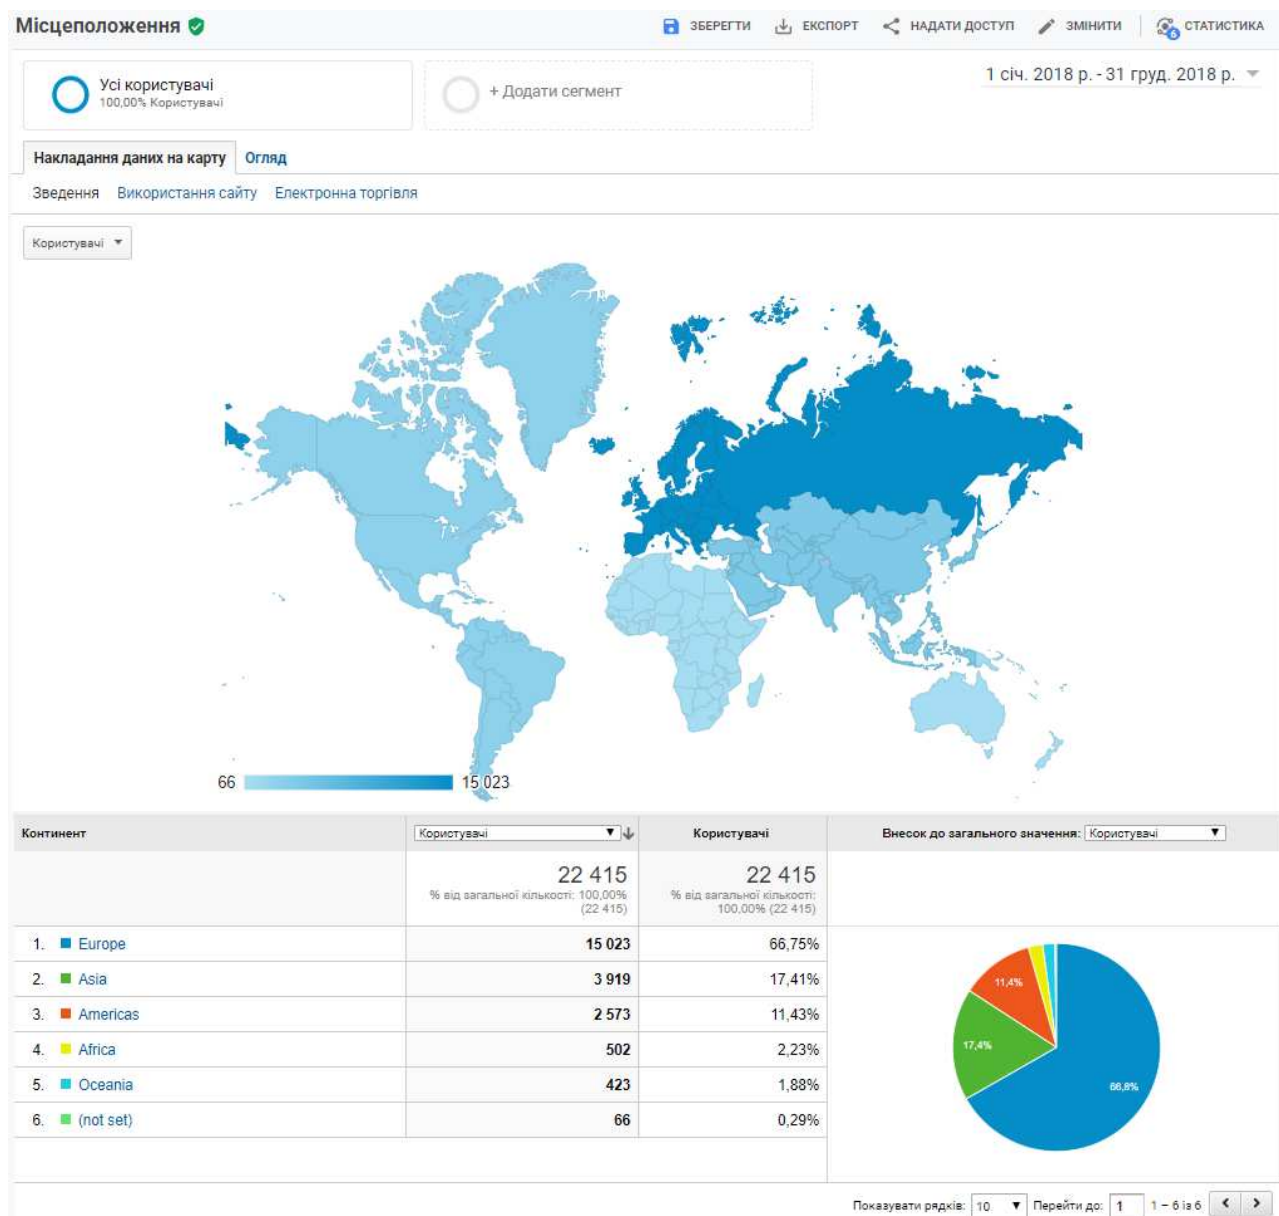 Місцеположення
ЗБЕРЕГТИ ЕКСПОРТ НАДАТИ ДОСТУП ЗМІНИТИ 6 СТАТИСТИКА
Усі користувачі
100,00% Користувачі
+ Додати сегмент
1 січ. 2018 р. - 31 груд. 2018 р.
Накладання даних на карту Огляд
Зведення Використання сайту Електронна торгівля
Користувачі
66 15 023
Континент Користувачі Користувачі Внесок до загального значення: Користувачі
22 415 22 415
% від загальної кількості: 100,00% % від загальної кількості:
(22 415) 100,00% (22 415)
1. Europe 15 023 66,75%
2. Asia 3 919 17,41%
3. Americas 2 573 11,43%
4. Africa 502 2,23%
5. Oceania 423 1,88%
6. (not set) 66 0,29%
11,4%
17,4%
66,8%
Показувати рядків: 10 Перейти до: 1 1 – 6 із 6